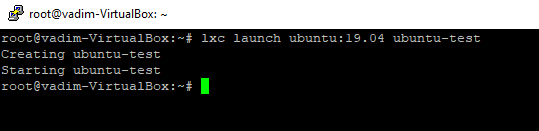 root@vadim-VirtualBox: ~
root@vadim-VirtualBox:~# lxc launch ubuntu:19.04 ubuntu-test
Creating ubuntu-test
Starting ubuntu-test
root@vadim-VirtualBox:~#